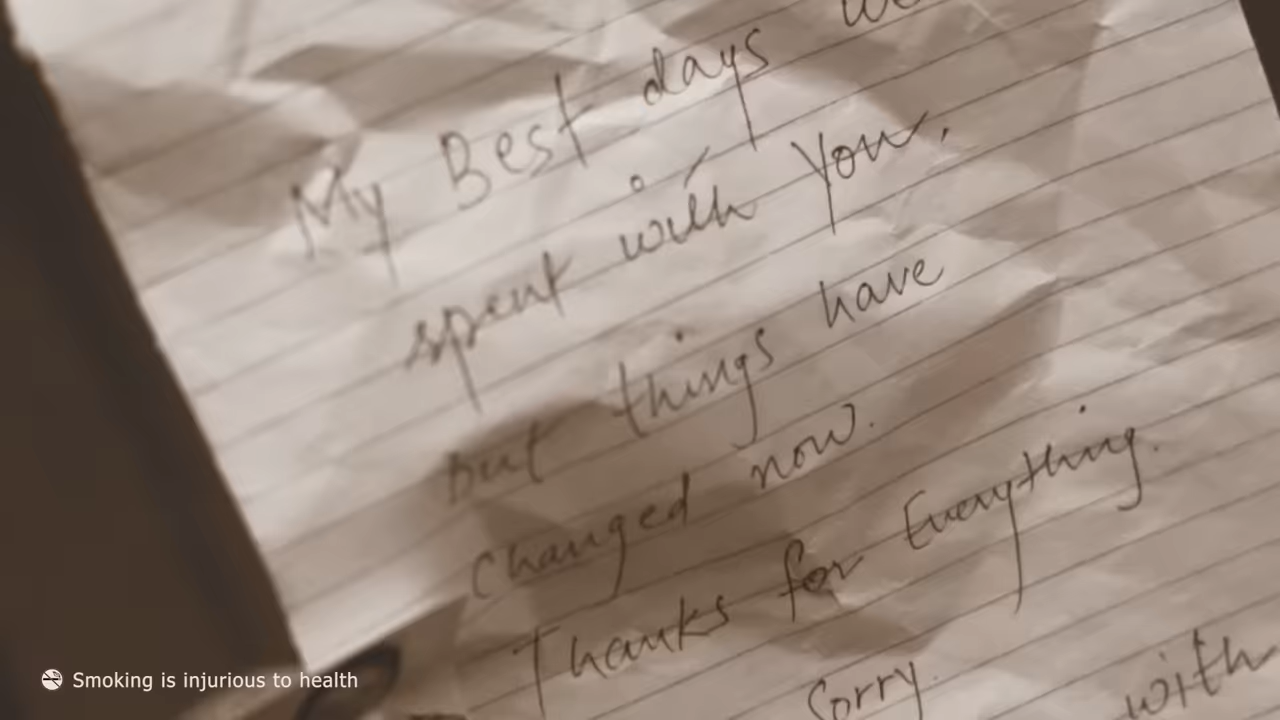 My Best days
spent with You,
but things have
changed now.
Thanks for Everything.
Sorry.
with
Smoking is injurious to health